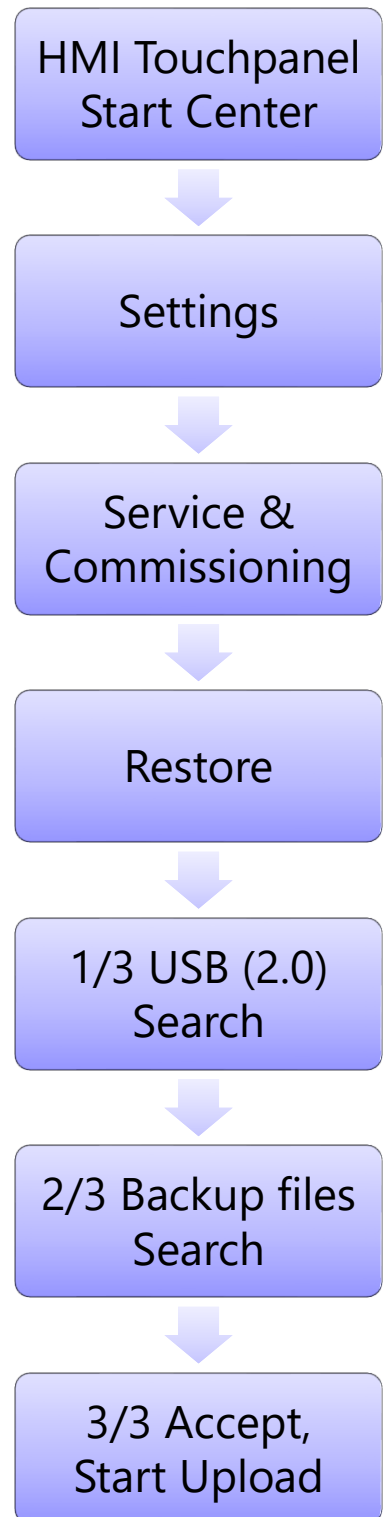 HMI Touchpanel
Start Center
Settings
Service &
Commissioning
Restore
1/3 USB (2.0)
Search
2/3 Backup files
Search
3/3 Accept,
Start Upload